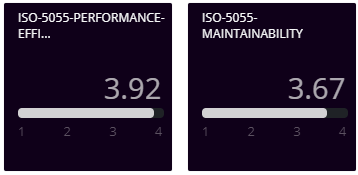 ISO-5055-PERFORMANCE-
EFFI...
3.92
1 2 3 4
ISO-5055-
MAINTAINABILITY
3.67
1 2 3 4